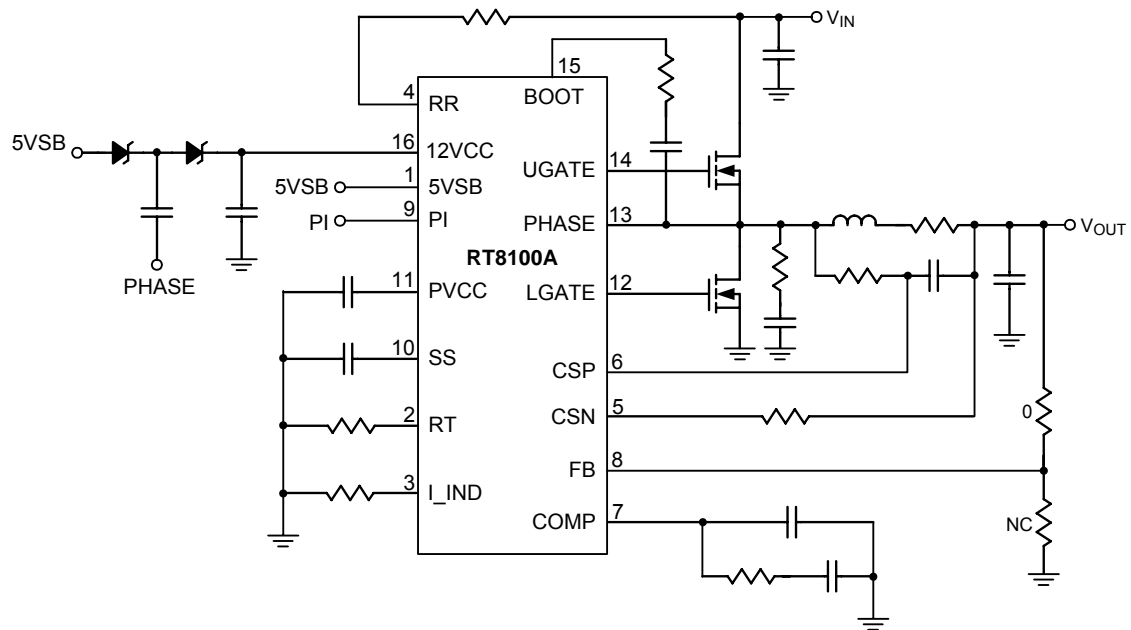 V_IN
15
BOOT
4
RR
5VSB
16
12VCC
14
UGATE
5VSB
1
5VSB
PI
9
PI
13
PHASE
V_OUT
RT8100A
PHASE
11
PVCC
12
LGATE
10
SS
6
CSP
5
CSN
0
2
RT
8
FB
3
I_IND
7
COMP
NC